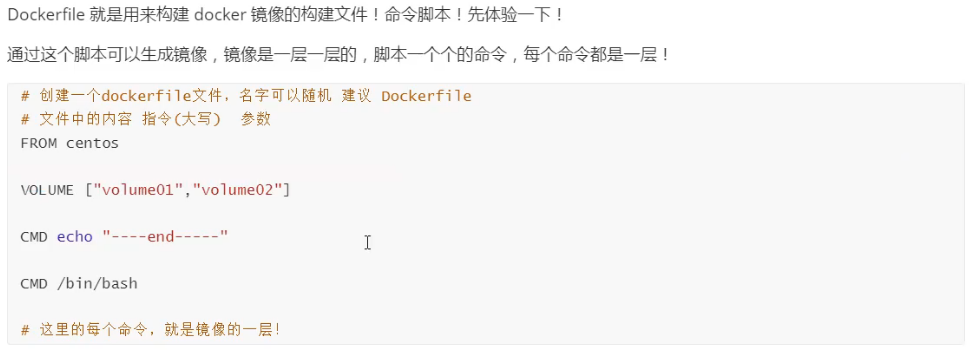 Dockerfile 就是用来构建 docker 镜像的构建文件！命令脚本！先体验一下！
通过这个脚本可以生成镜像，镜像是一层一层的，脚本一个个的命令，每个命令都是一层！
# 创建一个dockerfile文件，名字可以随机 建议 Dockerfile
# 文件中的内容 指令(大写)  参数
FROM centos
VOLUME ["volume01","volume02"]
CMD echo "----end-----"
CMD /bin/bash
# 这里的每个命令，就是镜像的一层！